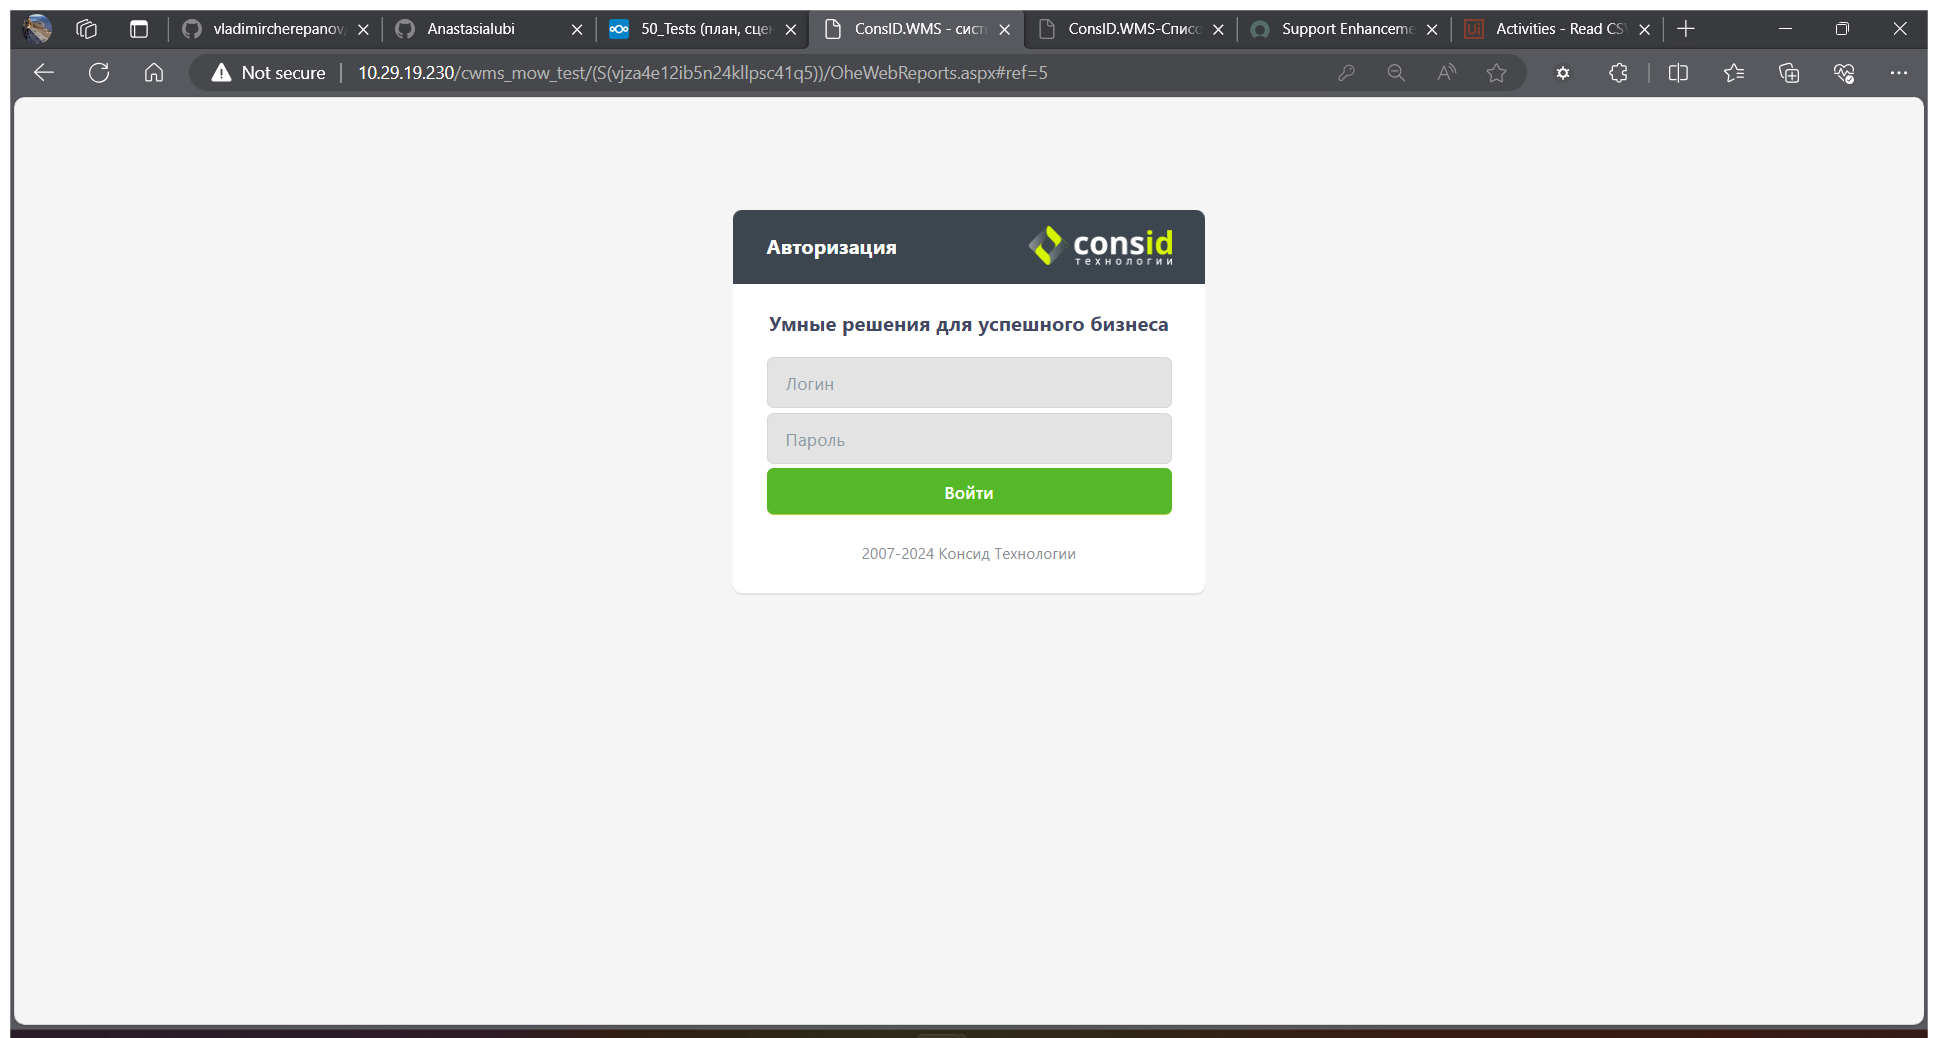 vladimircherepanov
Anastasialubi
50_Tests (план, сцен
ConsID.WMS - сист
ConsID.WMS-Списо
Support Enhanceme
Activities - Read CS
Not secure
10.29.19.230/cwms_mow_test/(S(vjza4e12ib5n24kllpsc41q5))/OheWebReports.aspx#ref=5
Авторизация
consid
технологии
Умные решения для успешного бизнеса
Логин
Пароль
Войти
2007-2024 Консид Технологии